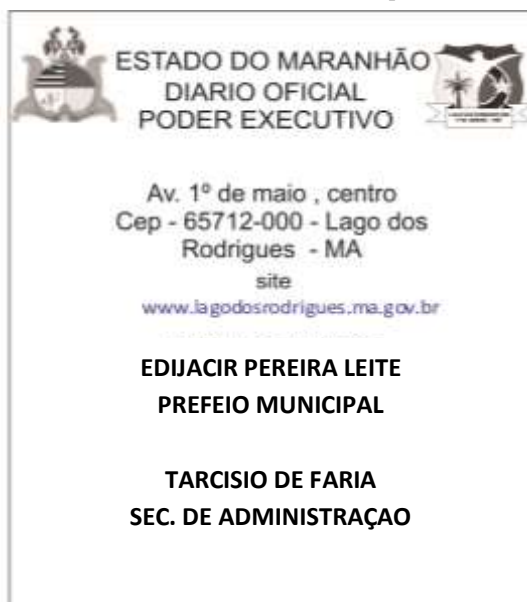 ESTADO DO MARANHÃO
DIARIO OFICIAL
PODER EXECUTIVO
Av. 1º de maio , centro
Cep - 65712-000 - Lago dos
Rodrigues - MA
site
www.lagodosrodrigues.ma.gov.br
EDIJACIR PEREIRA LEITE
PREFEIO MUNICIPAL
TARCISIO DE FARIA
SEC. DE ADMINISTRAÇAO